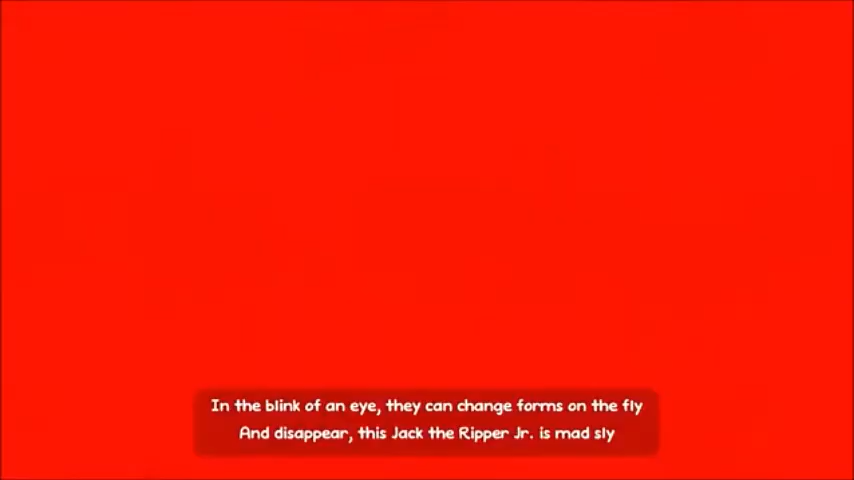 In the blink of an eye, they can change forms on the fly
And disappear, this Jack the Ripper Jr. is mad sly